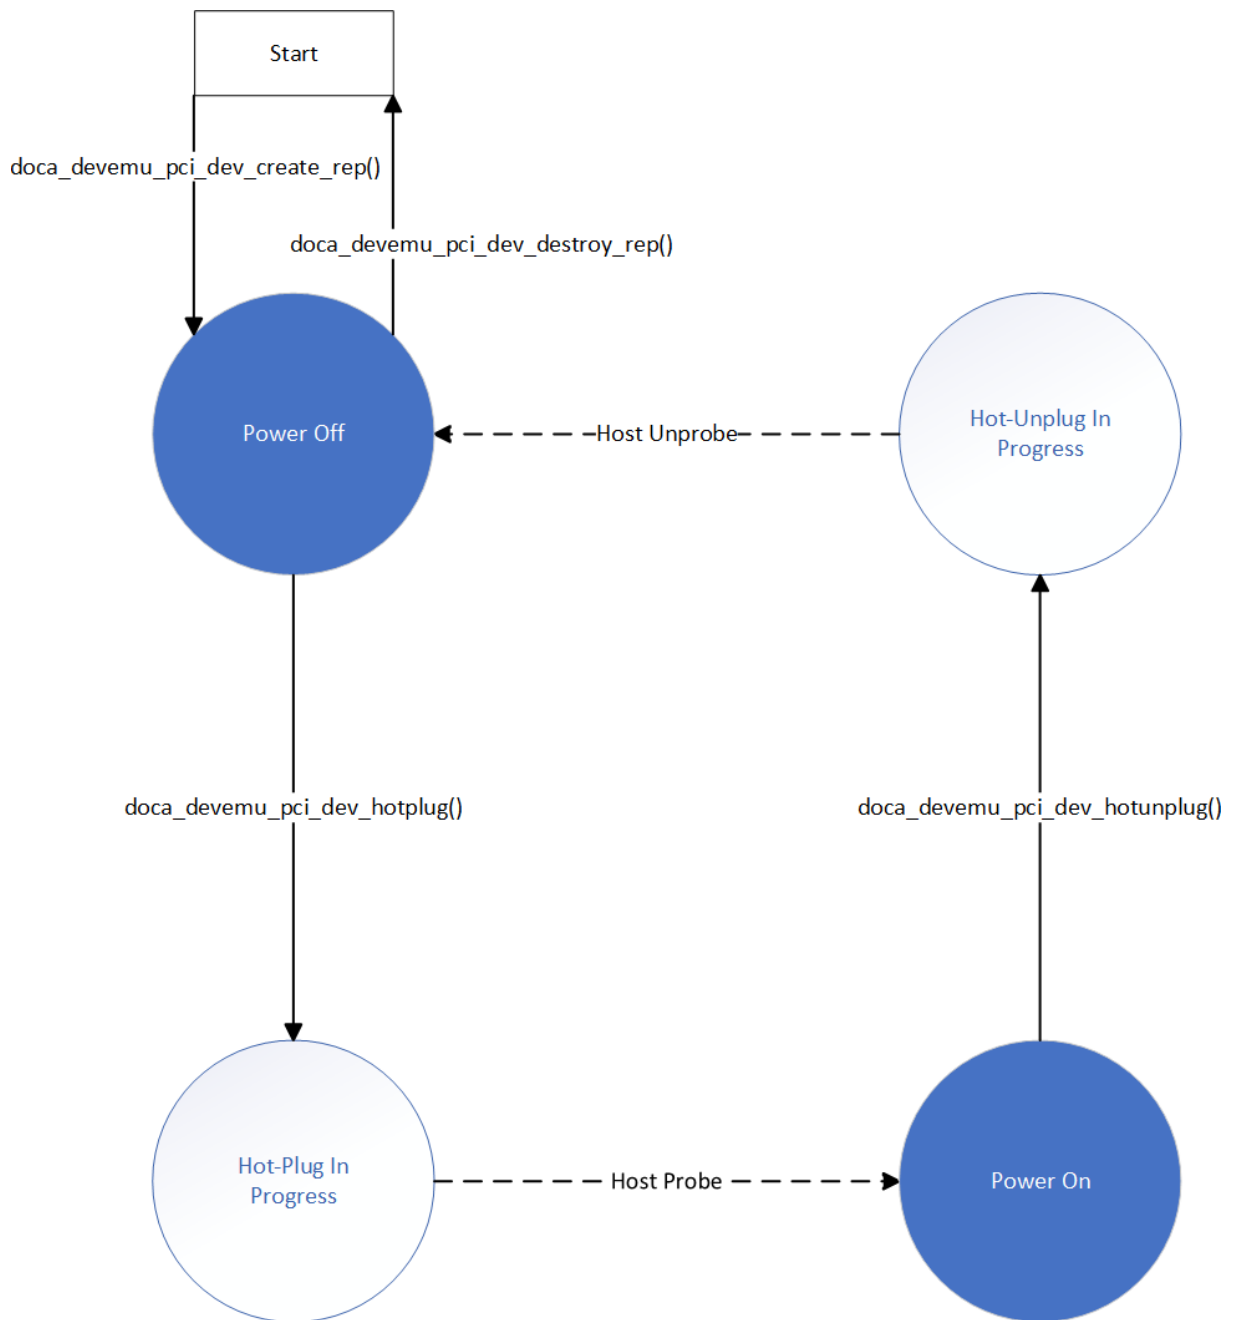 Start
doca_devemu_pci_dev_create_rep()
doca_devemu_pci_dev_destroy_rep()
Power Off
Host Unprobe
Hot-Unplug In
Progress
doca_devemu_pci_dev_hotplug()
doca_devemu_pci_dev_hotunplug()
Hot-Plug In
Progress
Host Probe
Power On